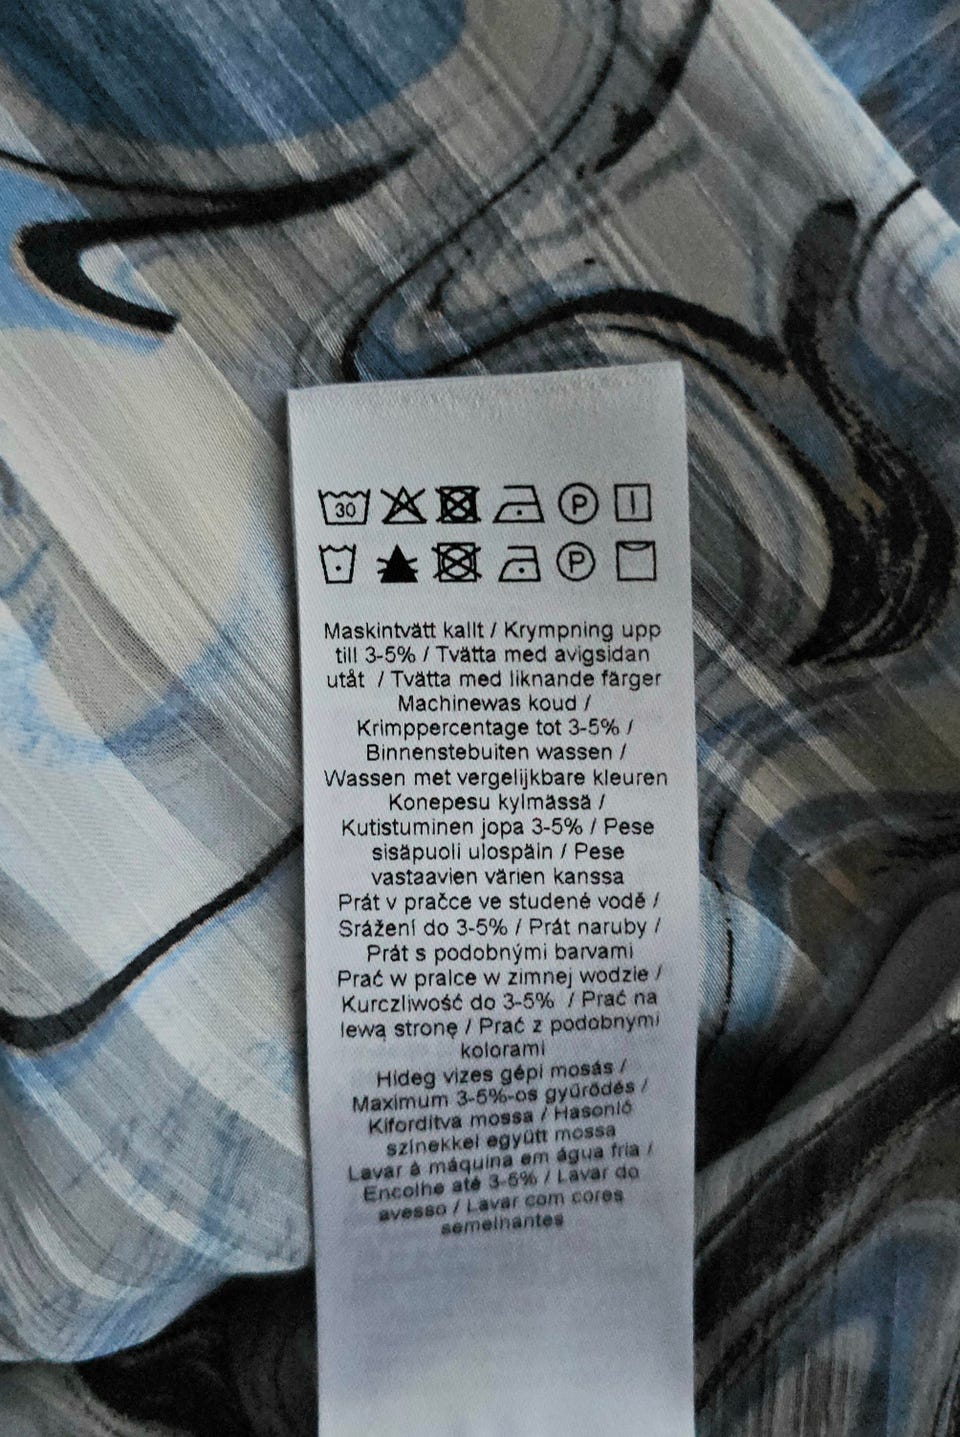 30 P
P
Maskintvätt kallt / Krympning upp
till 3-5% / Tvätta med avigsidan
utåt / Tvätta med liknande färger
Machinewas koud /
Krimppercentage tot 3-5% /
Binnenstebuiten wassen /
Wassen met vergelijkbare kleuren
Konepesu kylmässä /
Kutistuminen jopa 3-5% / Pese
sisäpuoli ulospäin / Pese
vastaavien värien kanssa
Prát v pračce ve studené vodě /
Srážení do 3-5% / Prát naruby /
Prát s podobnými barvami
Prać w pralce w zimnej wodzie /
Kurczliwość do 3-5% / Prać na
lewą stronę / Prać z podobnymi
kolorami
Hideg vizes gépi mosás /
Maximum 3-5%-os gyűrődés /
Kifordítva mossa / Hasonló
színekkel együtt mossa
Lavar à máquina em água fria /
Encolhe até 3-5% / Lavar do
avesso / Lavar com cores
semelhantes